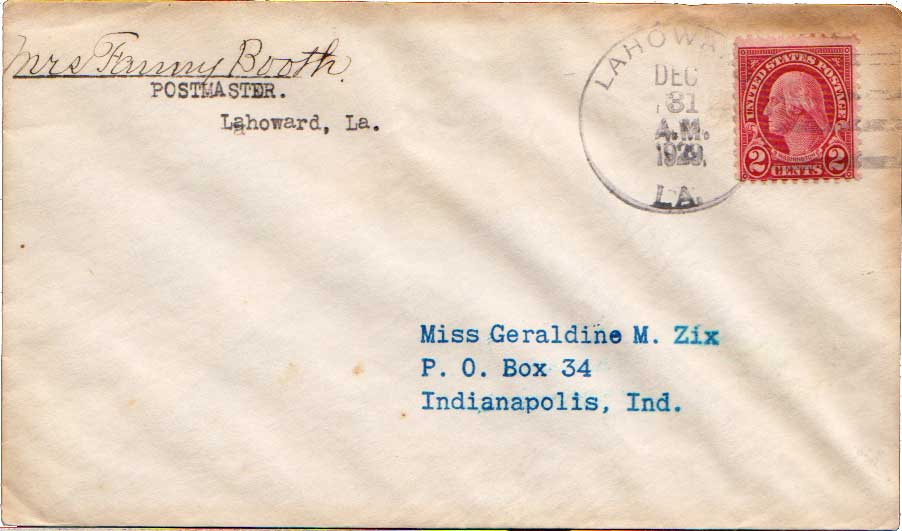 Mrs Fanny Booth
POSTMASTER.
Lahoward, La.
LAHOWA
DEC
31
A.M.
1929.
LA.
UNITED STATES POSTAGE
WASHINGTON
2 CENTS 2
Miss Geraldine M. Zix
P. O. Box 34
Indianapolis, Ind.